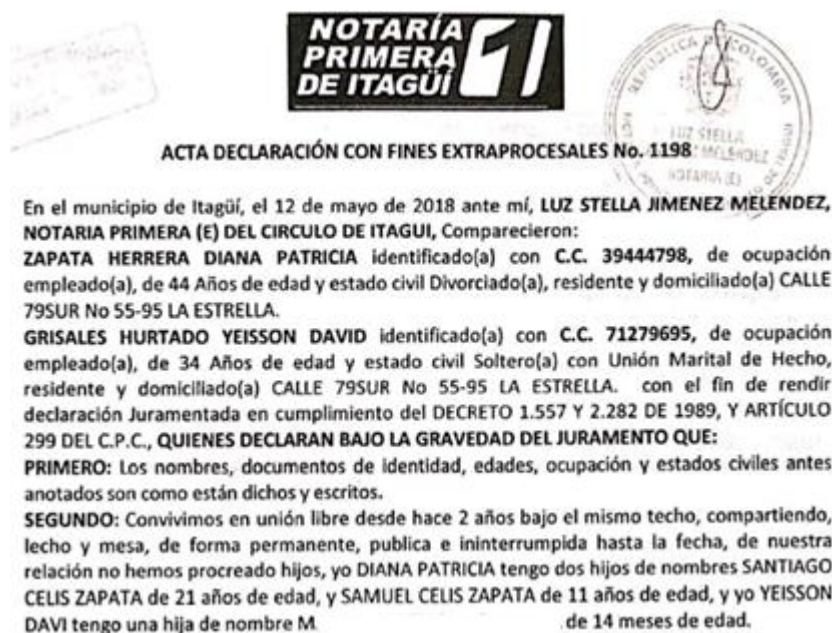 NOTARÍA
PRIMERA
DE ITAGÜÍ
1
REPUBLICA DE COLOMBIA
LUZ STELLA
MELENDEZ
NOTARIA (E)
ACTA DECLARACIÓN CON FINES EXTRAPROCESALES No. 1198
En el municipio de Itagüí, el 12 de mayo de 2018 ante mí, LUZ STELLA JIMENEZ MELENDEZ,
NOTARIA PRIMERA (E) DEL CIRCULO DE ITAGUI, Comparecieron:
ZAPATA HERRERA DIANA PATRICIA identificado(a) con C.C. 39444798, de ocupación
empleado(a), de 44 Años de edad y estado civil Divorciado(a), residente y domiciliado(a) CALLE
79SUR No 55-95 LA ESTRELLA.
GRISALES HURTADO YEISSON DAVID identificado(a) con C.C. 71279695, de ocupación
empleado(a), de 34 Años de edad y estado civil Soltero(a) con Unión Marital de Hecho,
residente y domiciliado(a) CALLE 79SUR No 55-95 LA ESTRELLA. con el fin de rendir
declaración Juramentada en cumplimiento del DECRETO 1.557 Y 2.282 DE 1989, Y ARTÍCULO
299 DEL C.P.C., QUIENES DECLARAN BAJO LA GRAVEDAD DEL JURAMENTO QUE:
PRIMERO: Los nombres, documentos de identidad, edades, ocupación y estados civiles antes
anotados son como están dichos y escritos.
SEGUNDO: Convivimos en unión libre desde hace 2 años bajo el mismo techo, compartiendo,
lecho y mesa, de forma permanente, publica e ininterrumpida hasta la fecha, de nuestra
relación no hemos procreado hijos, yo DIANA PATRICIA tengo dos hijos de nombres SANTIAGO
CELIS ZAPATA de 21 años de edad, y SAMUEL CELIS ZAPATA de 11 años de edad, y yo YEISSON
DAVI tengo una hija de nombre M. de 14 meses de edad.